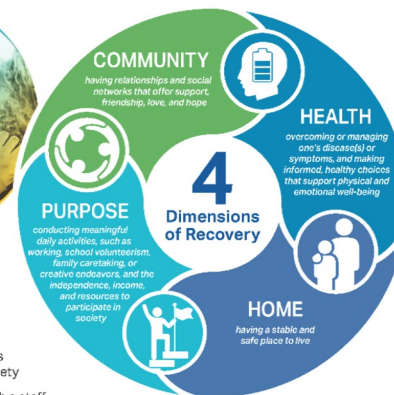 COMMUNITY
having relationships and social
networks that offer support,
friendship, love, and hope
HEALTH
overcoming or managing
one's disease(s) or
symptoms, and making
informed, healthy choices
that support physical and
emotional well-being
4
Dimensions
of Recovery
PURPOSE
conducting meaningful
daily activities, such as
working, school volunteerism,
family caretaking, or
creative endeavors, and the
independence, income,
and resources to
participate in
society
HOME
having a stable and
safe place to live
staff